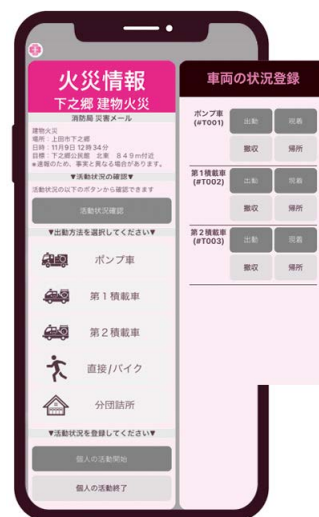 火災情報
下之郷 建物火災
消防局 災害メール
建物火災
場所：上田市下之郷
日時：11月9日 12時34分
目標：下之郷公民館 北東 849m付近
※速報のため、事実と異なる場合があります。
▼活動状況の確認▼
活動状況の以下のボタンから確認できます
活動状況確認
▼出動方法を選択してください▼
ポンプ車
第1積載車
第2積載車
直接/バイク
分団詰所
▼活動状況を登録してください▼
個人の活動開始
個人の活動終了
車両の状況登録
ポンプ車
(#T001)
出動 現着
撤収 帰所
第1積載車
(#T002)
出動 現着
撤収 帰所
第2積載車
(#T003)
出動 現着
撤収 帰所